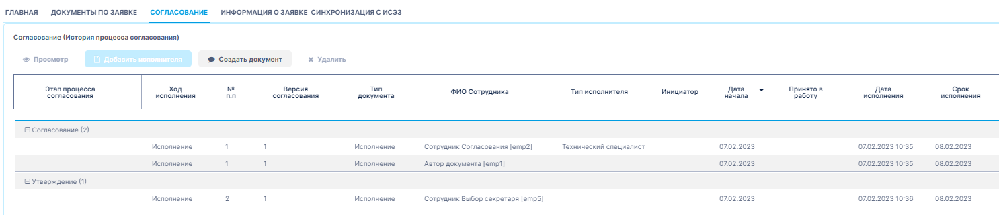 ГЛАВНАЯ ДОКУМЕНТЫ ПО ЗАЯВКЕ СОГЛАСОВАНИЕ ИНФОРМАЦИЯ О ЗАЯВКЕ СИНХРОНИЗАЦИЯ С ИСЭЗ
Согласование (История процесса согласования)
Просмотр Добавить исполнителя Создать документ Удалить
Этап процесса согласования Ход исполнения № п.п Версия согласования Тип документа ФИО Сотрудника Тип исполнителя Инициатор Дата начала Принято в работу Дата исполнения Срок исполнения
Согласование (2)
Исполнение 1 1 Исполнение Сотрудник Согласования [emp2] Технический специалист 07.02.2023 07.02.2023 10:35 08.02.2023
Исполнение 1 1 Исполнение Автор документа [emp1] 07.02.2023 07.02.2023 10:35 08.02.2023
Утверждение (1)
Исполнение 2 1 Исполнение Сотрудник Выбор секретаря [emp5] 07.02.2023 07.02.2023 10:36 08.02.2023